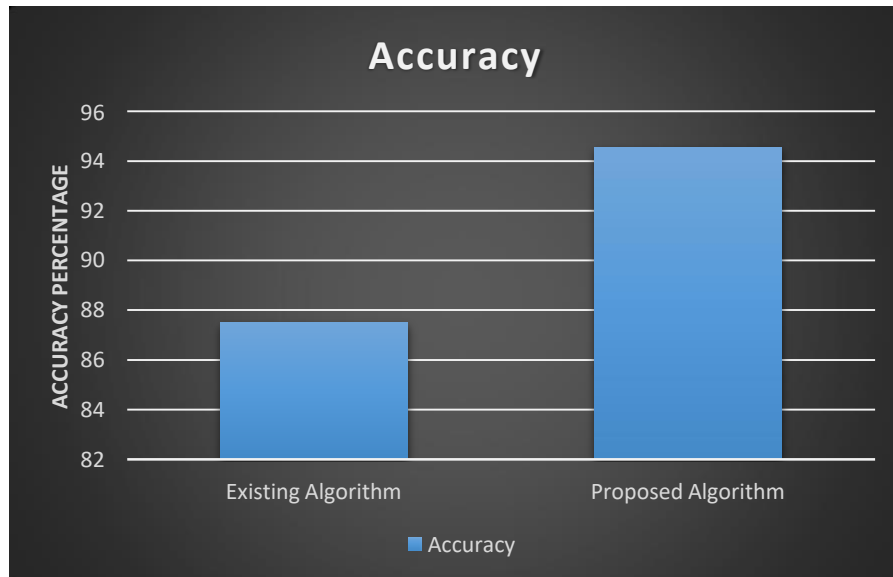 Accuracy
ACCURACY PERCENTAGE
96
94
92
90
88
86
84
82
Existing Algorithm
Proposed Algorithm
Accuracy